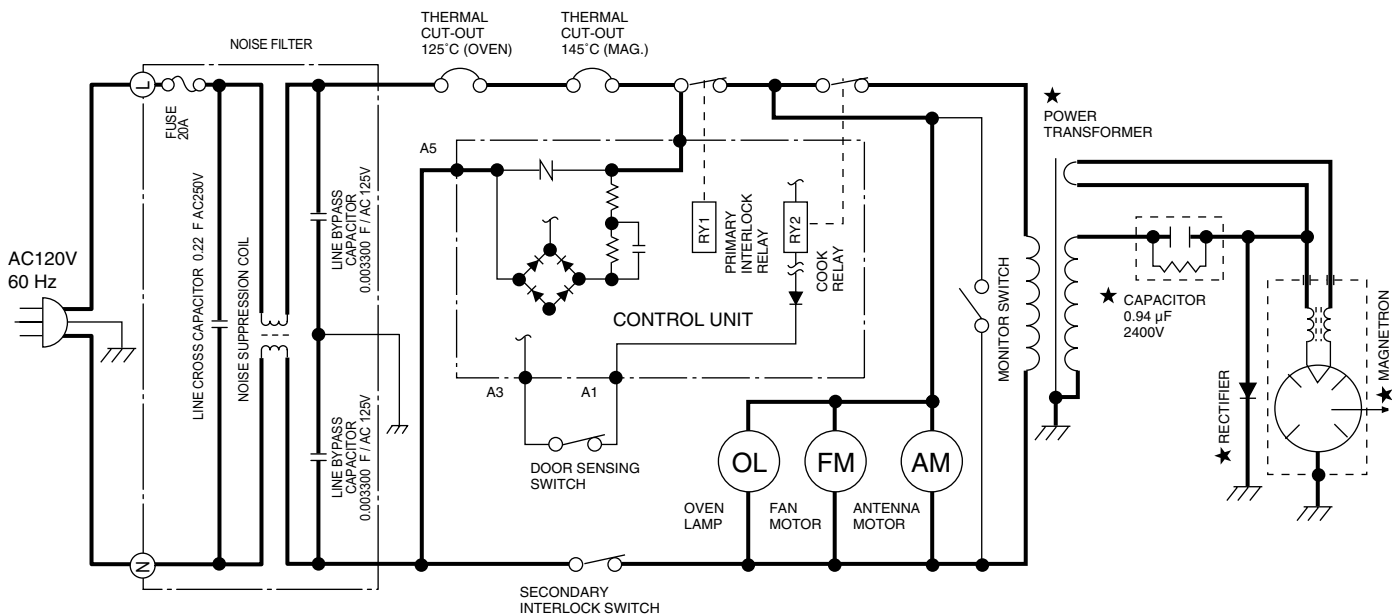 THERMAL
CUT-OUT
125˚C (OVEN)
THERMAL
CUT-OUT
145˚C (MAG.)
NOISE FILTER
L
FUSE
20A
★
POWER
TRANSFORMER
A5
LINE CROSS CAPACITOR 0.22 F AC250V
NOISE SUPPRESSION COIL
LINE BYPASS
CAPACITOR
0.003300 F / AC 125V
RY1
PRIMARY
INTERLOCK
RELAY
RY2
COOK
RELAY
AC120V
60 Hz
CONTROL UNIT
MONITOR SWITCH
★ CAPACITOR
0.94 µF
2400V
★ MAGNETRON
★ RECTIFIER
A3
A1
LINE BYPASS
CAPACITOR
0.003300 F / AC 125V
DOOR SENSING
SWITCH
OL
FM
AM
OVEN
LAMP
FAN
MOTOR
ANTENNA
MOTOR
N
SECONDARY
INTERLOCK SWITCH